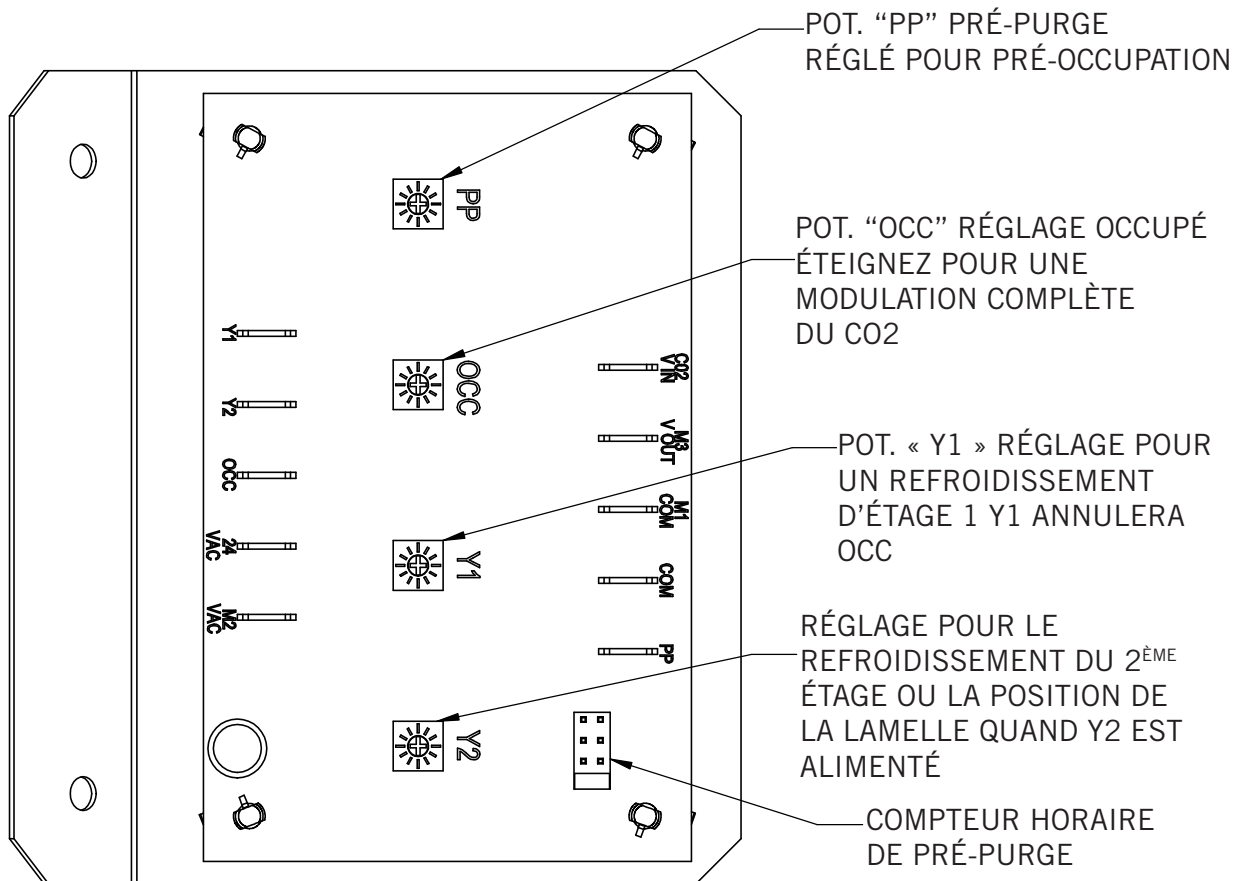 POT. “PP” PRÉ-PURGE
RÉGLÉ POUR PRÉ-OCCUPATION
PP
POT. “OCC” RÉGLAGE OCCUPÉ
ÉTEIGNEZ POUR UNE
MODULATION COMPLÈTE
DU CO2
OCC
POT. « Y1 » RÉGLAGE POUR
UN REFROIDISSEMENT
D'ÉTAGE 1 Y1 ANNULERA
OCC
Y1
RÉGLAGE POUR LE
REFROIDISSEMENT DU 2ÈME
ÉTAGE OU LA POSITION DE
LA LAMELLE QUAND Y2 EST
ALIMENTÉ
Y2
COMPTEUR HORAIRE
DE PRÉ-PURGE
Y1
Y2
OCC
24
VAC
M2
VAC
C02
V IN
M3
V OUT
M1
COM
COM
PP